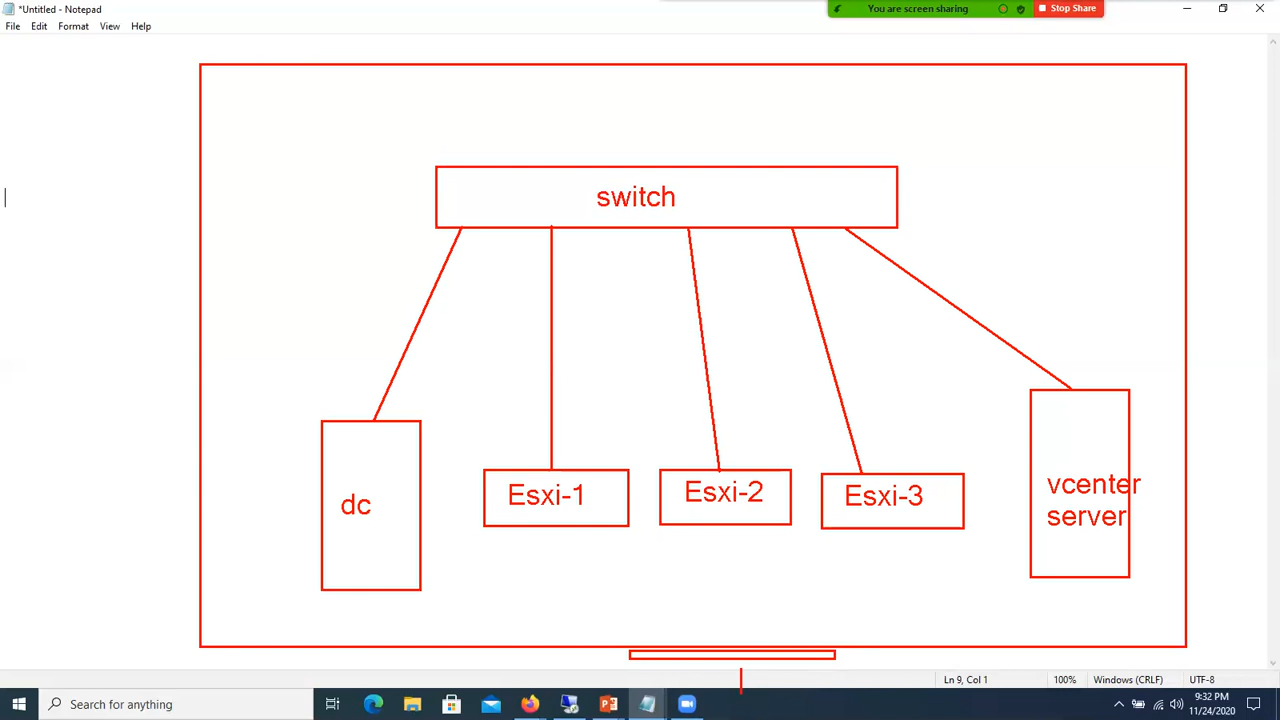 *Untitled - Notepad
You are screen sharing
Stop Share
File Edit Format View Help
switch
dc
Esxi-1
Esxi-2
Esxi-3
vcenter
server
Ln 9, Col 1
100%
Windows (CRLF)
UTF-8
Search for anything
9:32 PM
11/24/2020